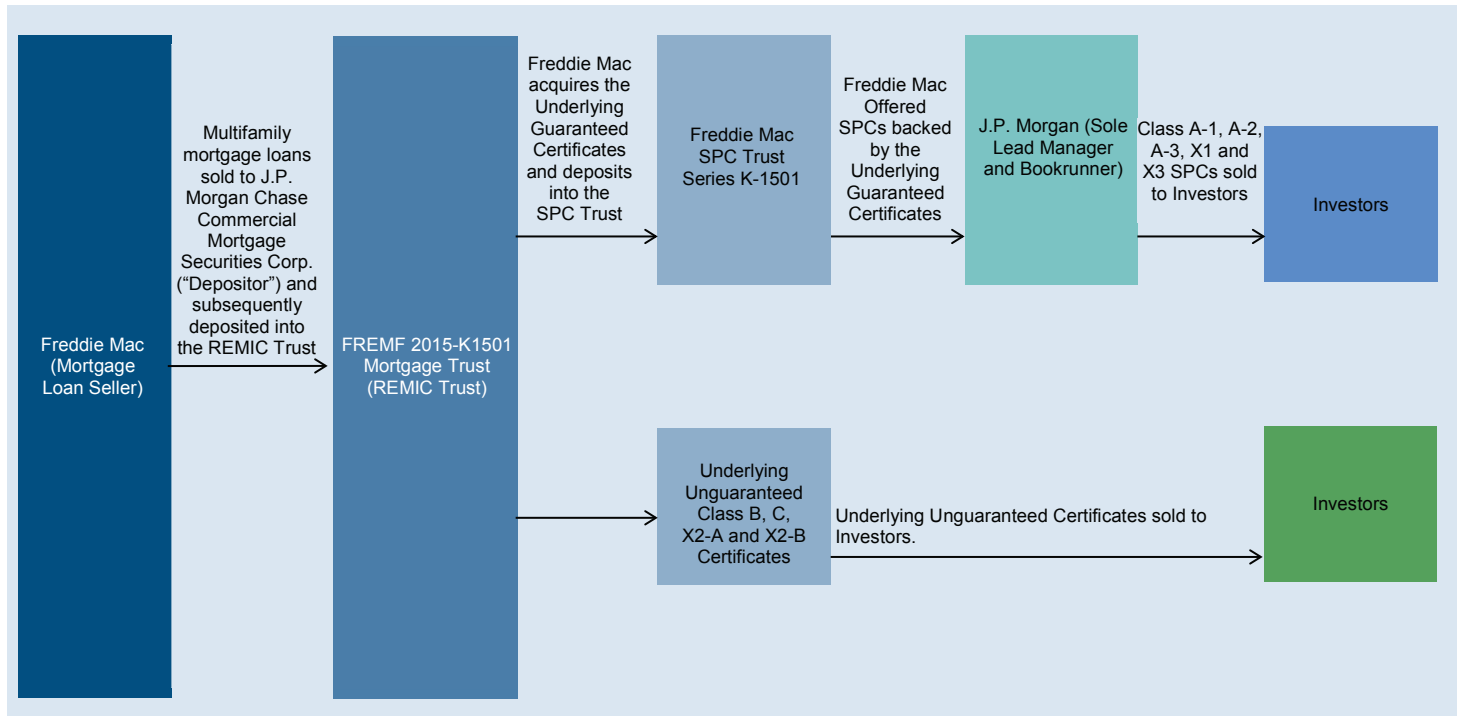 Freddie Mac
(Mortgage
Loan Seller)
Multifamily
mortgage loans
sold to J.P.
Morgan Chase
Commercial
Mortgage
Securities Corp.
(“Depositor”) and
subsequently
deposited into
the REMIC Trust
FREMF 2015-K1501
Mortgage Trust
(REMIC Trust)
Freddie Mac
acquires the
Underlying
Guaranteed
Certificates
and deposits
into the
SPC Trust
Freddie Mac
SPC Trust
Series K-1501
Freddie Mac
Offered
SPCs backed
by the
Underlying
Guaranteed
Certificates
J.P. Morgan (Sole
Lead Manager
and Bookrunner)
Class A-1, A-2,
A-3, X1 and
X3 SPCs sold
to Investors
Investors
Underlying
Unguaranteed
Class B, C,
X2-A and X2-B
Certificates
Underlying Unguaranteed Certificates sold to
Investors.
Investors